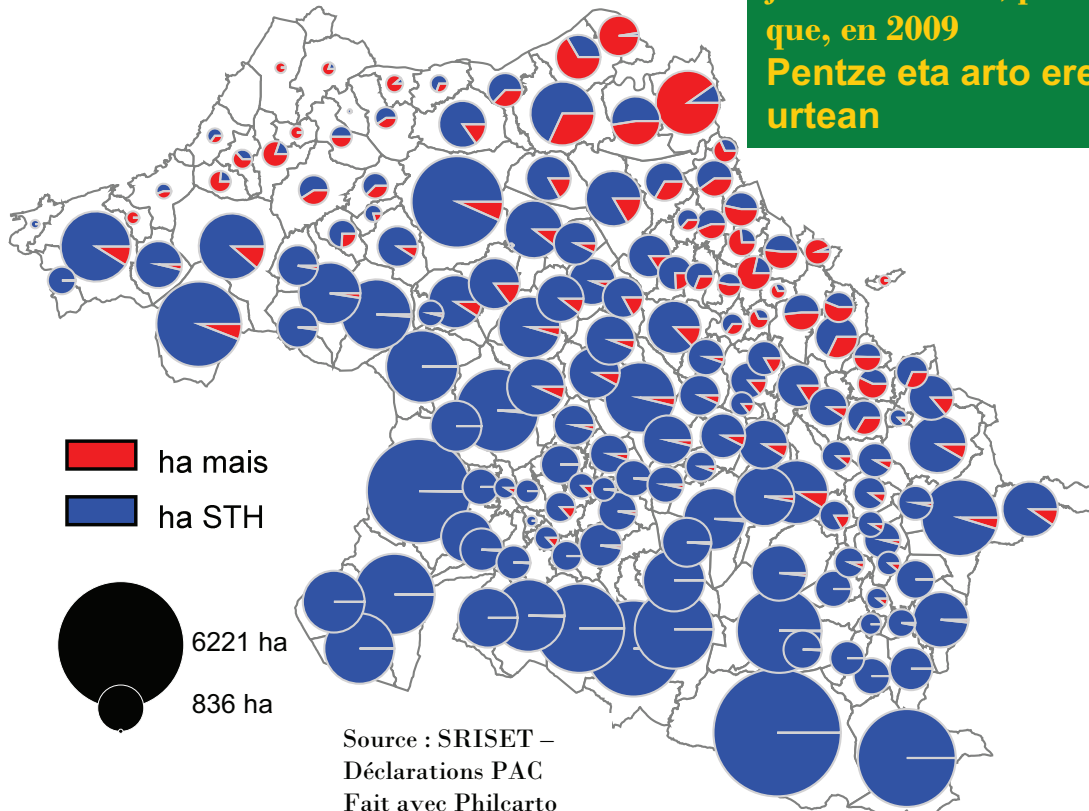 que, en 2009
Pentze eta arto
urtean
ha mais
ha STH
6221 ha
836 ha
Source : SRISET –
Déclarations PAC
Fait avec Philcarto